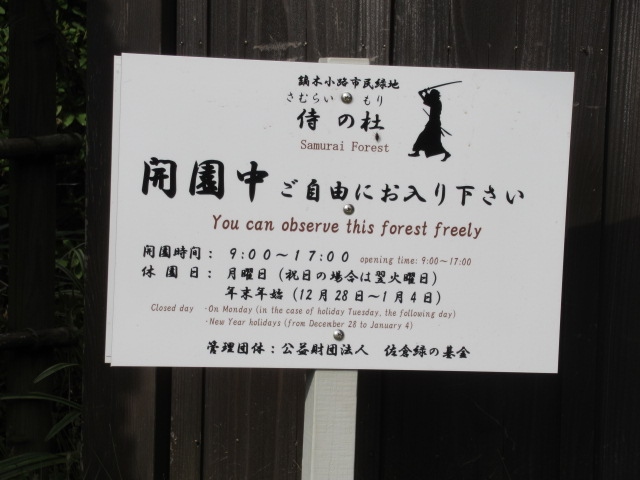 鏑木小路市民緑地
さむらい もり
侍の杜
Samurai Forest
開園中 ご自由にお入り下さい
You can observe this forest freely
開園時間： 9:00～17:00 opening time: 9:00~17:00
休園日： 月曜日（祝日の場合は翌火曜日）
年末年始（12月28日～1月4日）
Closed day ・On Monday (in the case of holiday Tuesday, the following day)
・New Year holidays (from December 28 to January 4)
管理団体：公益財団法人 佐倉緑の基金